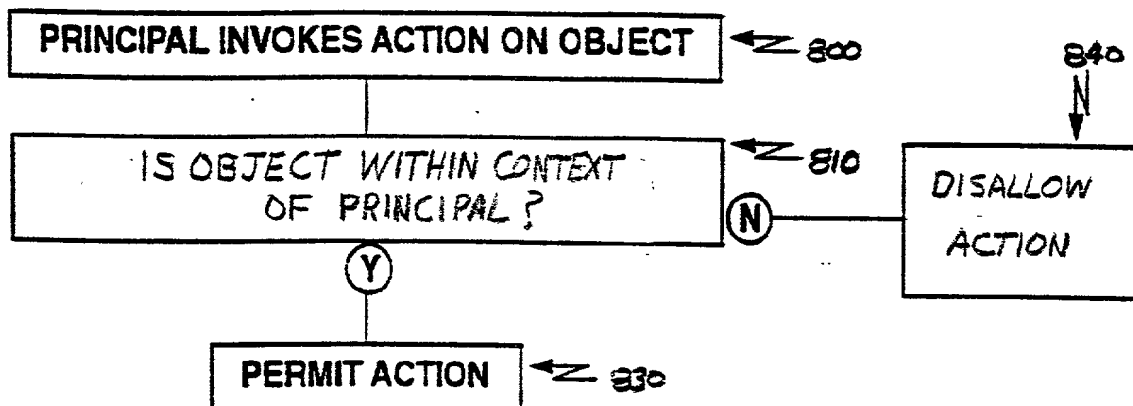 PRINCIPAL INVOKES ACTION ON OBJECT
800
IS OBJECT WITHIN CONTEXT
OF PRINCIPAL?
810
N
840
DISALLOW
ACTION
Y
PERMIT ACTION
830